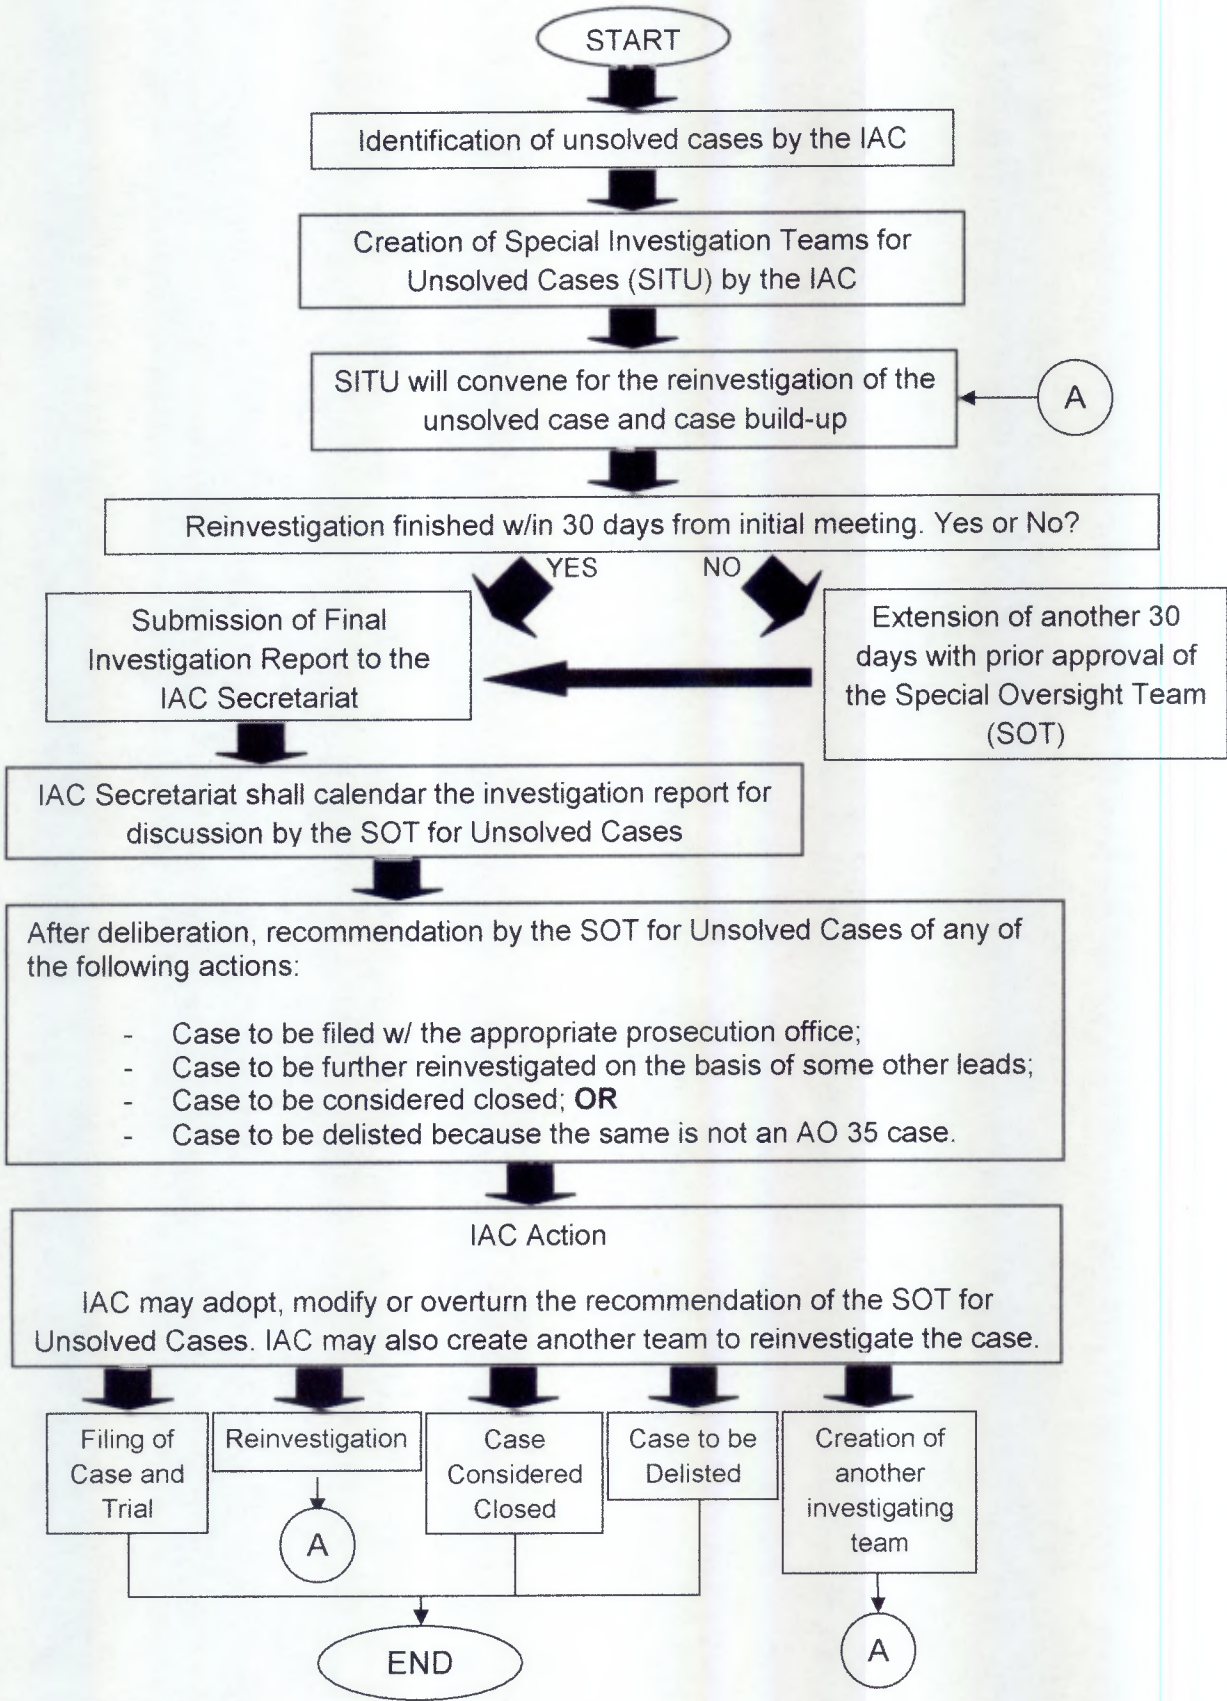 START
Identification of unsolved cases by the IAC
Creation of Special Investigation Teams for
Unsolved Cases (SITU) by the IAC
SITU will convene for the reinvestigation of the
unsolved case and case build-up
A
Reinvestigation finished w/in 30 days from initial meeting. Yes or No?
YES
NO
Submission of Final
Investigation Report to the
IAC Secretariat
Extension of another 30
days with prior approval of
the Special Oversight Team
(SOT)
IAC Secretariat shall calendar the investigation report for
discussion by the SOT for Unsolved Cases
After deliberation, recommendation by the SOT for Unsolved Cases of any of
the following actions:
- Case to be filed w/ the appropriate prosecution office;
- Case to be further reinvestigated on the basis of some other leads;
- Case to be considered closed; OR
- Case to be delisted because the same is not an AO 35 case.
IAC Action
IAC may adopt, modify or overturn the recommendation of the SOT for
Unsolved Cases. IAC may also create another team to reinvestigate the case.
Filing of
Case and
Trial
Reinvestigation
A
Case
Considered
Closed
Case to be
Delisted
Creation of
another
investigating
team
A
END